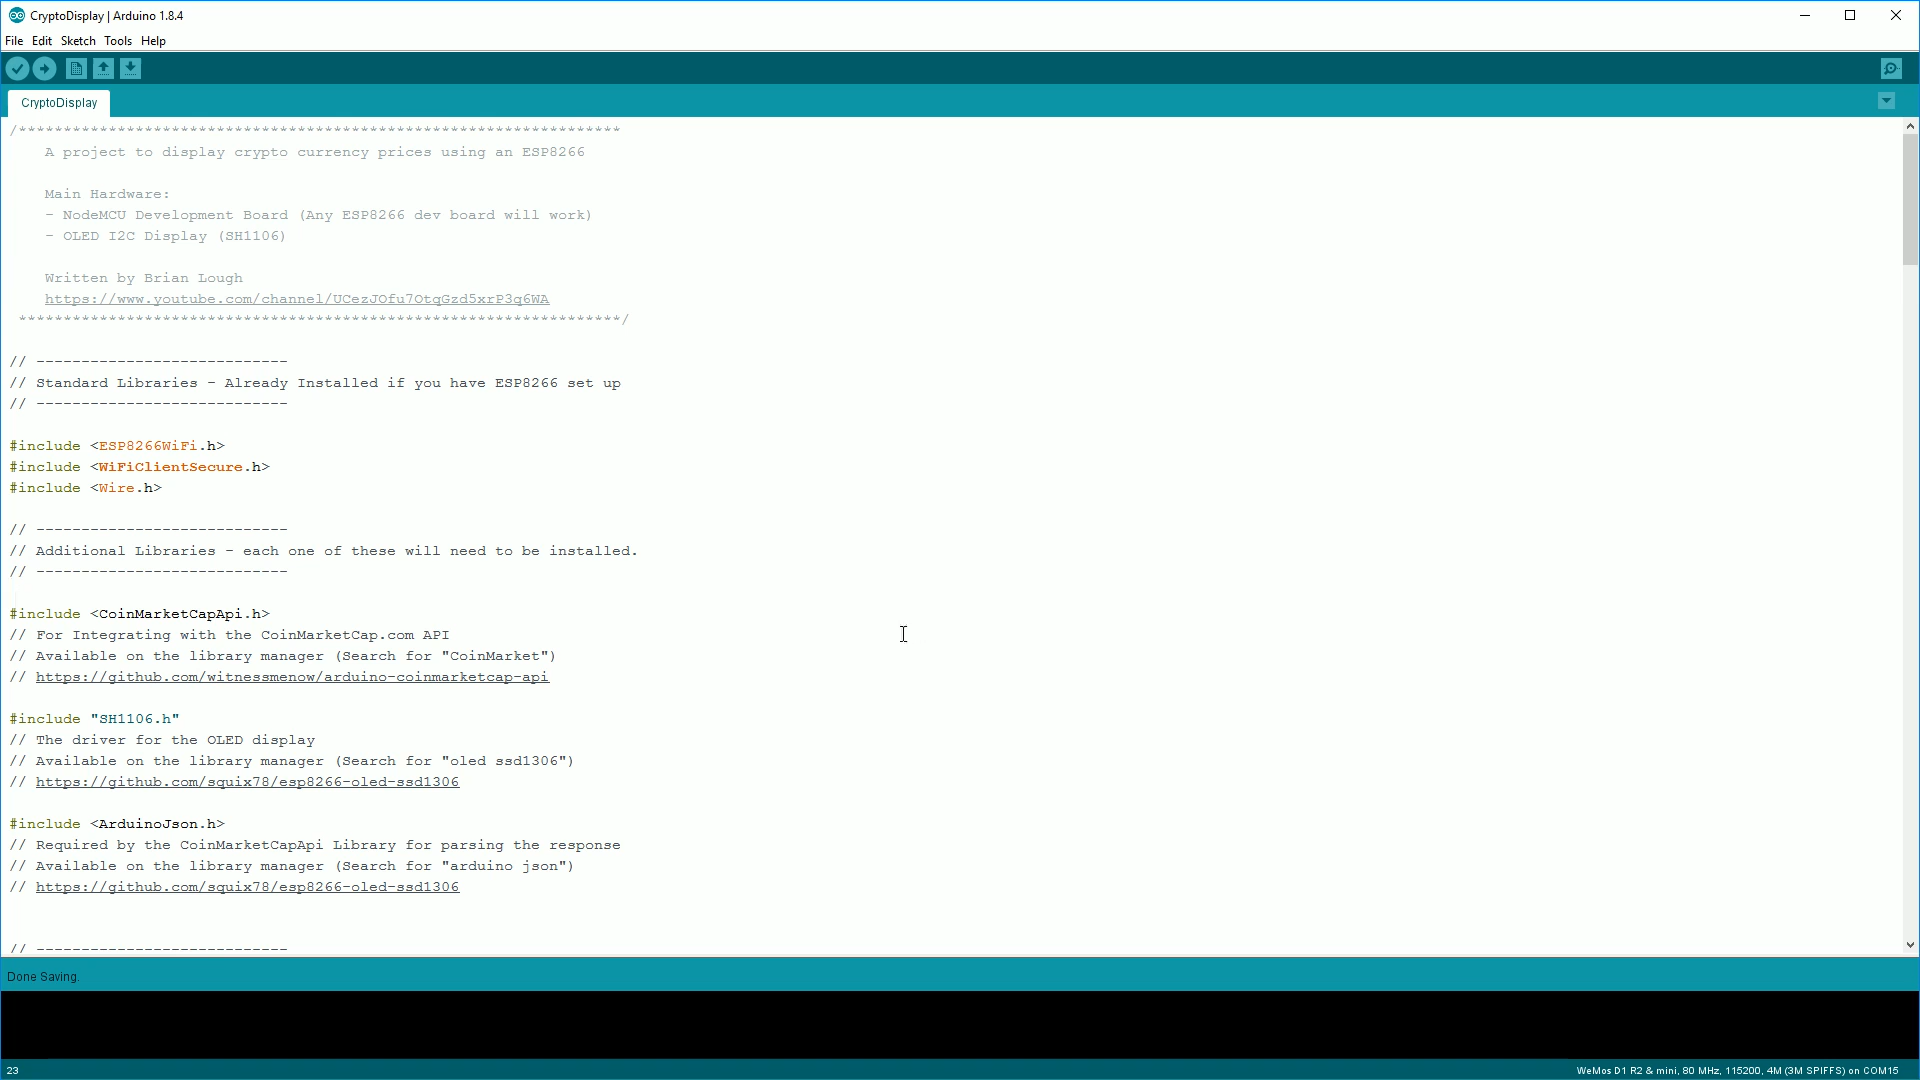 CryptoDisplay | Arduino 1.8.4
File Edit Sketch Tools Help
CryptoDisplay
/*******************************************************************
A project to display crypto currency prices using an ESP8266
Main Hardware:
- NodeMCU Development Board (Any ESP8266 dev board will work)
- OLED I2C Display (SH1106)
Written by Brian Lough
https://www.youtube.com/channel/UCezJOfu7OtqGzd5xrP3q6WA
*******************************************************************/
// ----------------------------
// Standard Libraries - Already Installed if you have ESP8266 set up
// ----------------------------
#include <ESP8266WiFi.h>
#include <WiFiClientSecure.h>
#include <Wire.h>
// ----------------------------
// Additional Libraries - each one of these will need to be installed.
// ----------------------------
#include <CoinMarketCapApi.h>
// For Integrating with the CoinMarketCap.com API
// Available on the library manager (Search for "CoinMarket")
// https://github.com/witnessmenow/arduino-coinmarketcap-api
#include "SH1106.h"
// The driver for the OLED display
// Available on the library manager (Search for "oled ssd1306")
// https://github.com/squix78/esp8266-oled-ssd1306
#include <ArduinoJson.h>
// Required by the CoinMarketCapApi Library for parsing the response
// Available on the library manager (Search for "arduino json")
// https://github.com/squix78/esp8266-oled-ssd1306
// ----------------------------
Done Saving.
23
WeMos D1 R2 & mini, 80 MHz, 115200, 4M (3M SPIFFS) on COM15